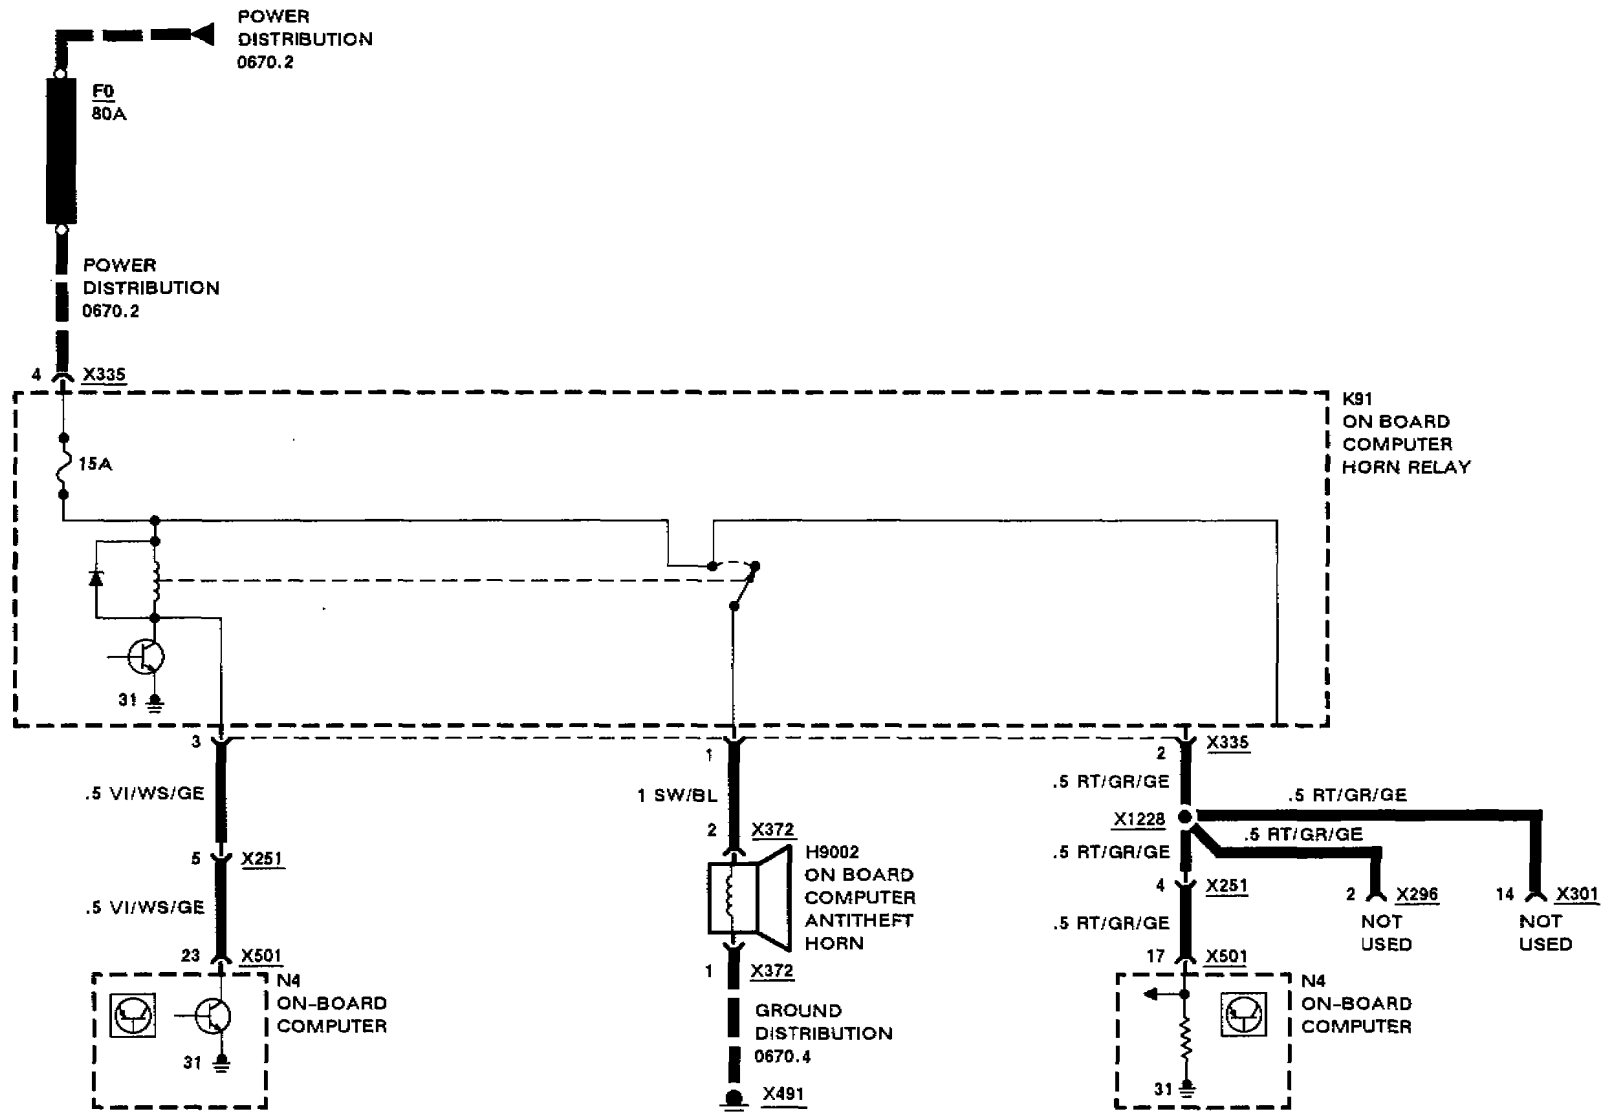 POWER
DISTRIBUTION
0670.2
F0
80A
POWER
DISTRIBUTION
0670.2
4 X335
K91
ON BOARD
COMPUTER
HORN RELAY
15A
31
3
1
2 X335
.5 VI/WS/GE
1 SW/BL
.5 RT/GR/GE
.5 RT/GR/GE
X1228
.5 RT/GR/GE
.5 RT/GR/GE
5 X251
2 X372
4 X251
2 X296
NOT
USED
14 X301
NOT
USED
H9002
ON BOARD
COMPUTER
ANTITHEFT
HORN
.5 VI/WS/GE
.5 RT/GR/GE
23 X501
1 X372
17 X501
N4
ON-BOARD
COMPUTER
31
GROUND
DISTRIBUTION
0670.4
X491
N4
ON-BOARD
COMPUTER
31